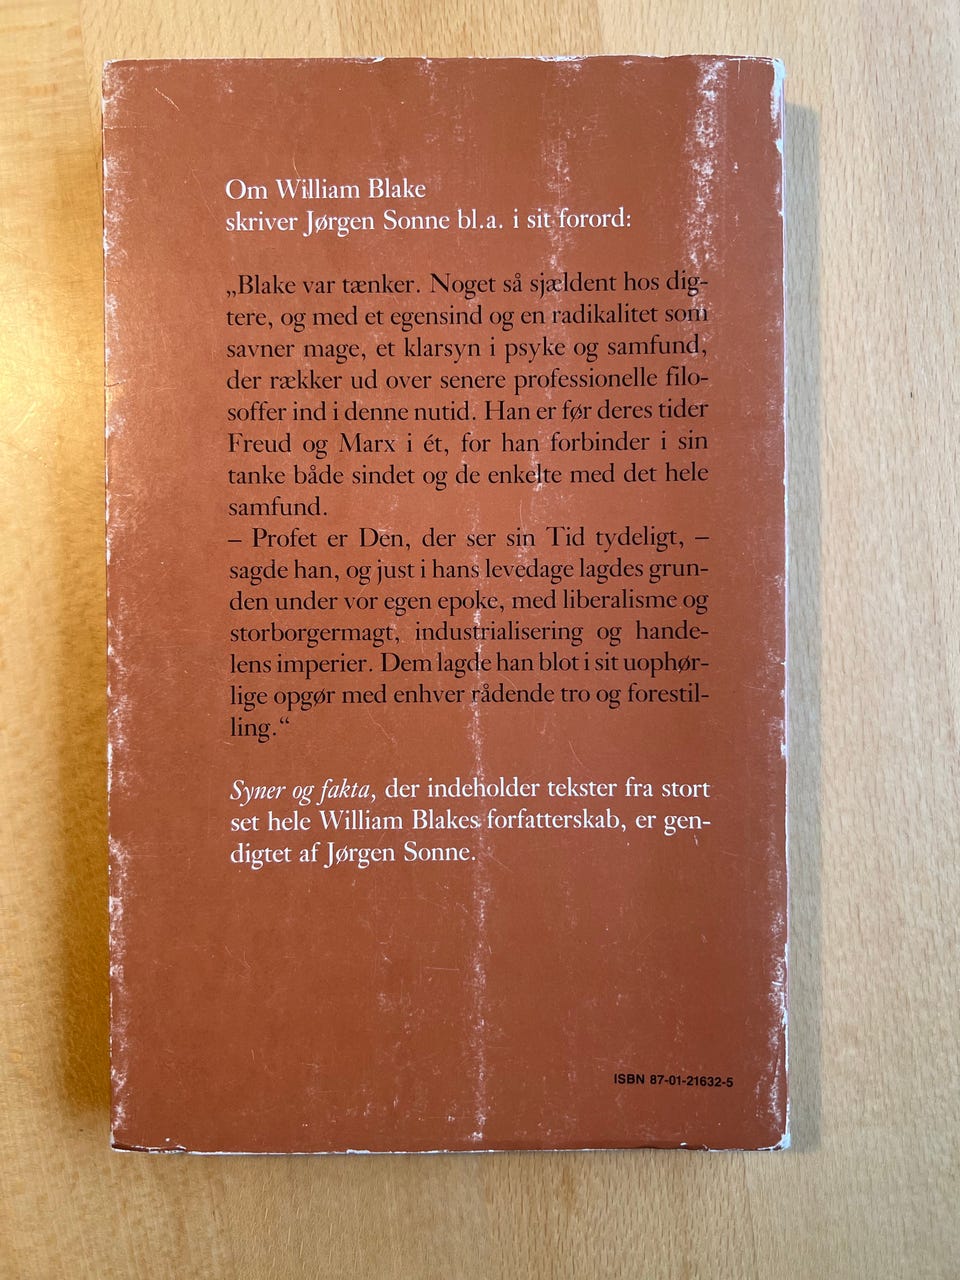 Om William Blake
skriver Jørgen Sonne bl.a. i sit forord:
„Blake var tænker. Noget så sjældent hos dig-
tere, og med et egensind og en radikalitet som
savner mage, et klarsyn i psyke og samfund,
der rækker ud over senere professionelle filo-
soffer ind i denne nutid. Han er før deres tider
Freud og Marx i ét, for han forbinder i sin
tanke både sindet og de enkelte med det hele
samfund.
– Profet er Den, der ser sin Tid tydeligt, –
sagde han, og just i hans levedage lagdes grun-
den under vor egen epoke, med liberalisme og
storborgermagt, industrialisering og hande-
lens imperier. Dem lagde han blot i sit uophør-
lige opgør med enhver rådende tro og forestil-
ling.“
Syner og fakta, der indeholder tekster fra stort
set hele William Blakes forfatterskab, er gen-
digtet af Jørgen Sonne.
ISBN 87-01-21632-5